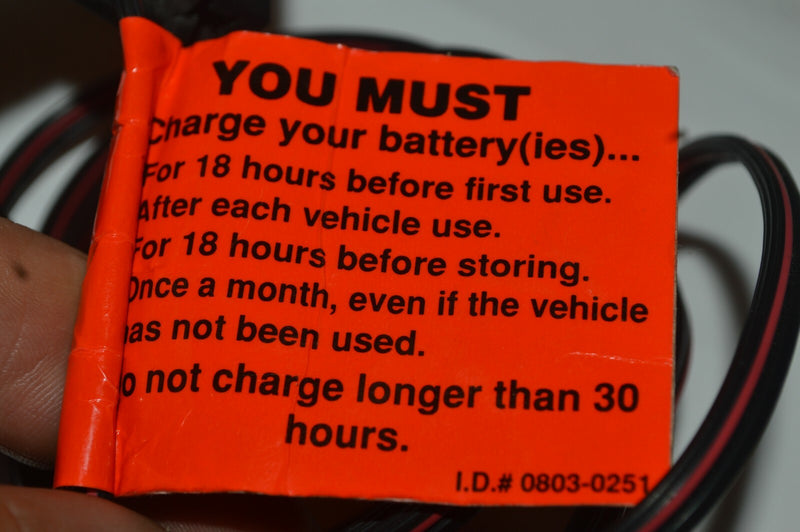 YOU MUST
Charge your battery(ies)...
For 18 hours before first use.
After each vehicle use.
For 18 hours before storing.
Once a month, even if the vehicle
has not been used.
Do not charge longer than 30
hours.
I.D.# 0803-0251